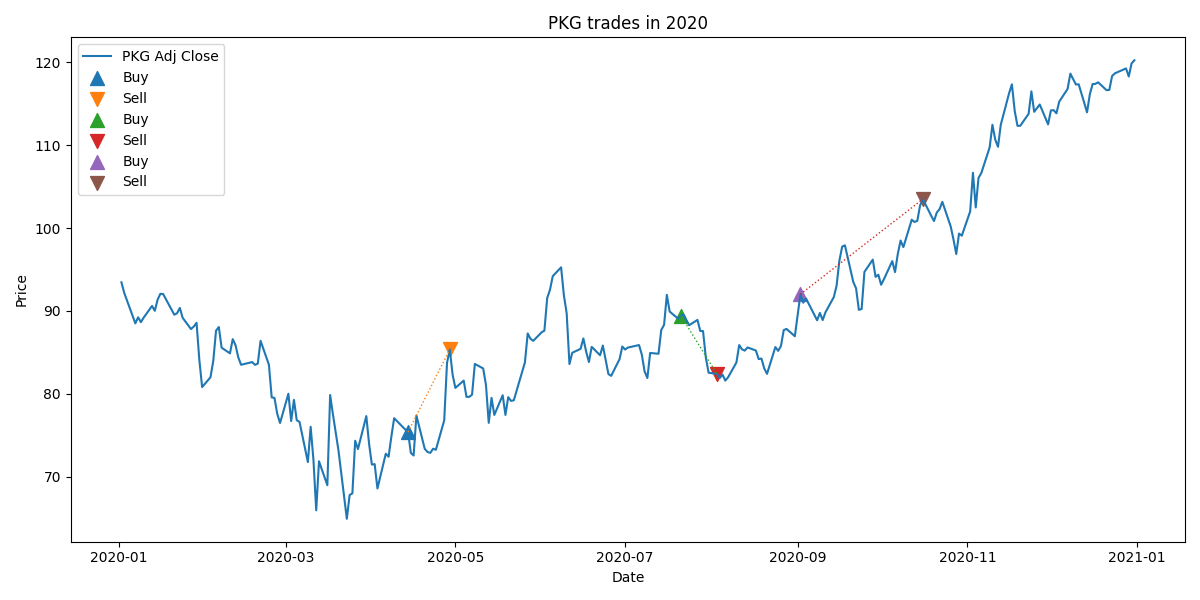 PKG trades in 2020
PKG Adj Close
Buy
Sell
Buy
Sell
Buy
Sell
Price
120
110
100
90
80
70
2020-01
2020-03
2020-05
2020-07
2020-09
2020-11
2021-01
Date